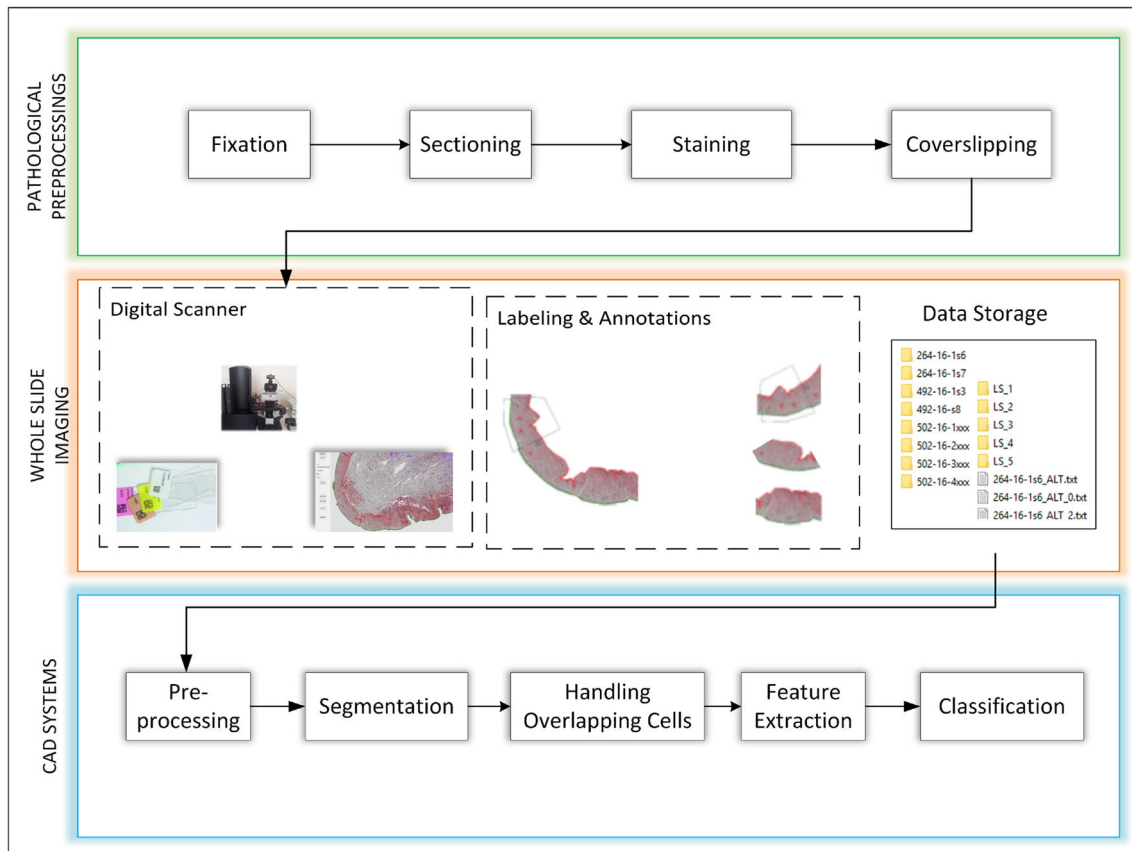 PATHOLOGICAL
PREPROCESSINGS
Fixation
Sectioning
Staining
Coverslipping
WHOLE SLIDE
IMAGING
Digital Scanner
Labeling & Annotations
Data Storage
264-16-1s6
264-16-1s7
492-16-1s3
492-16-s8
502-16-1xxx
502-16-2xxx
502-16-3xxx
502-16-4xxx
LS_1
LS_2
LS_3
LS_4
LS_5
264-16-1s6_ALT.txt
264-16-1s6_ALT_0.txt
264-16-1s6_ALT_2.txt
CAD SYSTEMS
Pre-
processing
Segmentation
Handling
Overlapping Cells
Feature
Extraction
Classification